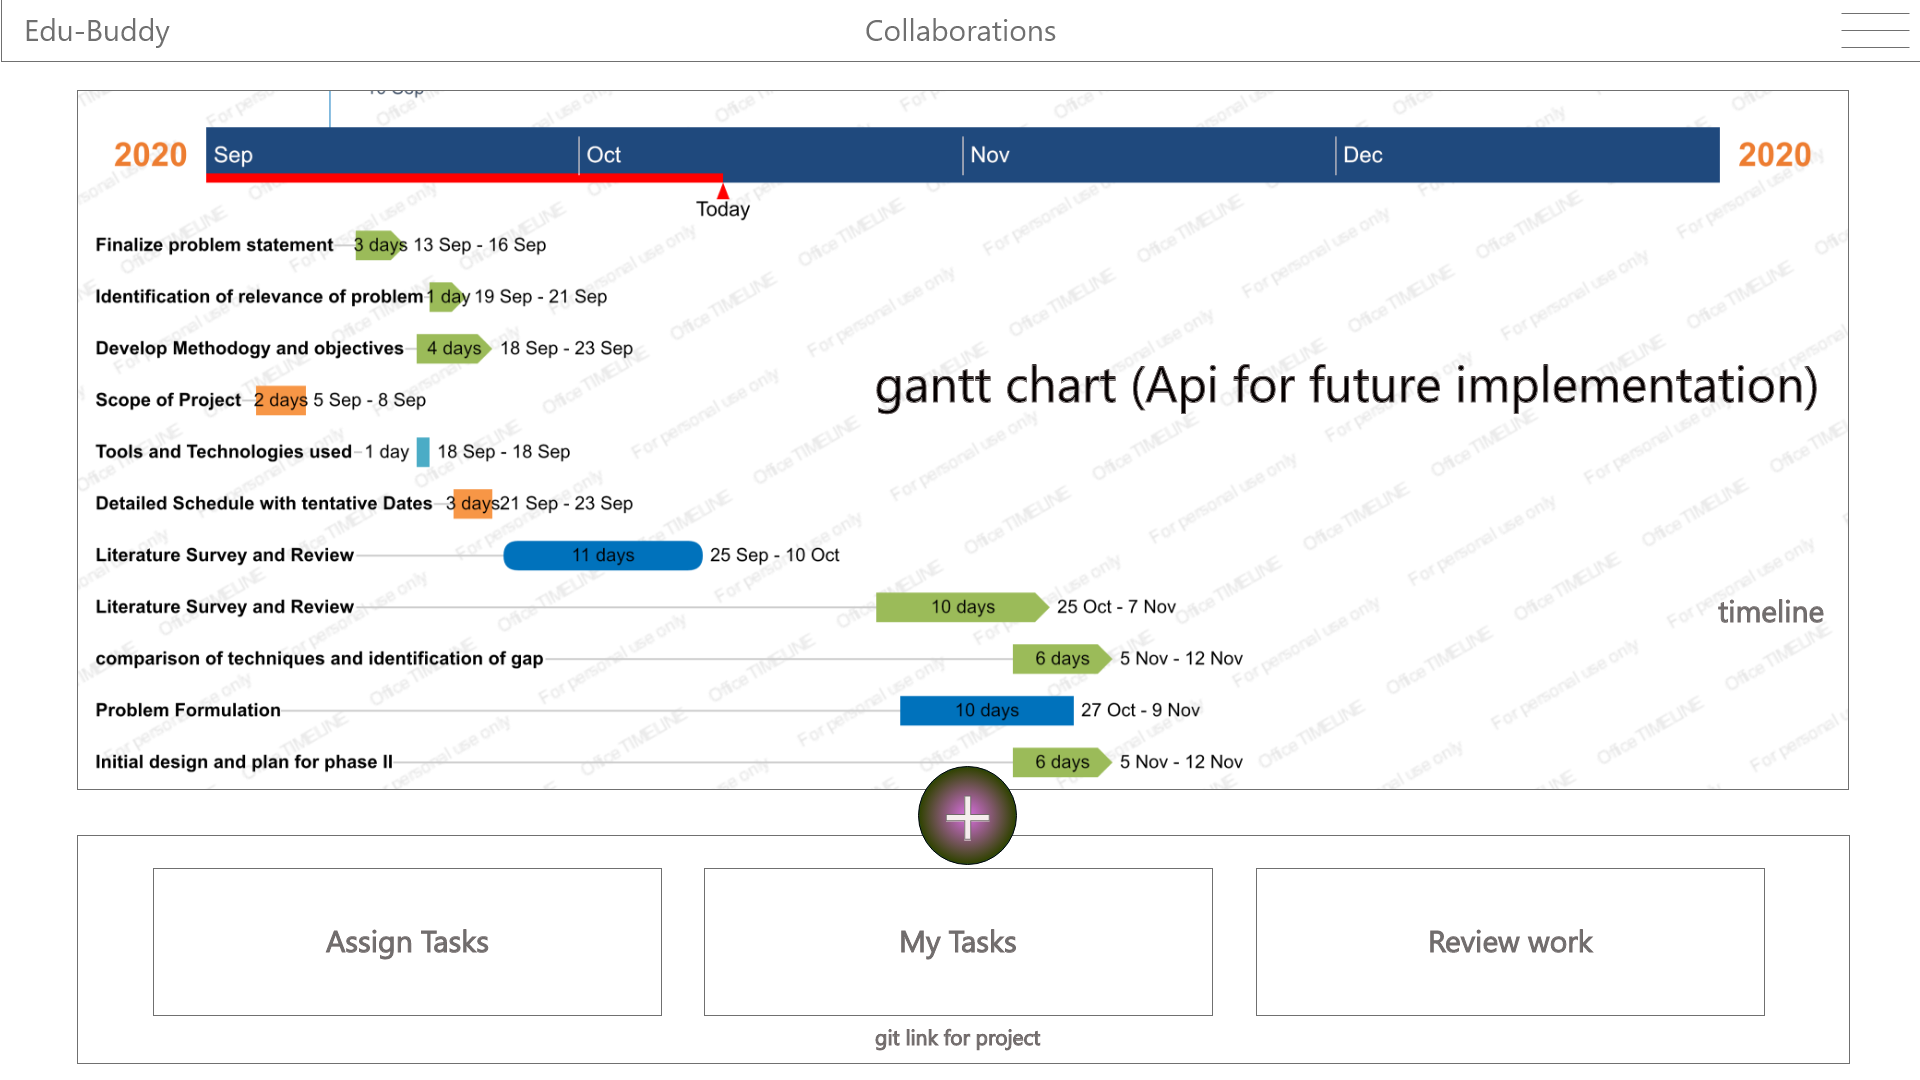 Edu-Buddy Collaborations
2020 Sep Oct Nov Dec 2020
Today
Finalize problem statement 3 days 13 Sep - 16 Sep
Identification of relevance of problem 1 day 19 Sep - 21 Sep
Develop Methodogy and objectives 4 days 18 Sep - 23 Sep
gantt chart (Api for future implementation)
Scope of Project 2 days 5 Sep - 8 Sep
Tools and Technologies used 1 day 18 Sep - 18 Sep
Detailed Schedule with tentative Dates 3 days 21 Sep - 23 Sep
Literature Survey and Review 11 days 25 Sep - 10 Oct
Literature Survey and Review 10 days 25 Oct - 7 Nov
timeline
comparison of techniques and identification of gap 6 days 5 Nov - 12 Nov
Problem Formulation 10 days 27 Oct - 9 Nov
Initial design and plan for phase II 6 days 5 Nov - 12 Nov
+
Assign Tasks My Tasks Review work
git link for project
Office TIMELINE
For personal use only